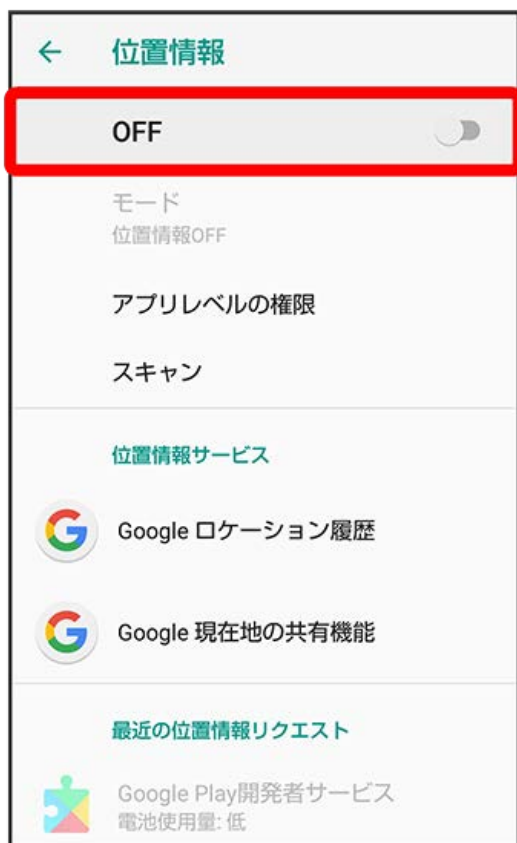 位置情報
OFF
モード
位置情報OFF
アプリレベルの権限
スキャン
位置情報サービス
Google ロケーション履歴
Google 現在地の共有機能
最近の位置情報リクエスト
Google Play開発者サービス
電池使用量: 低